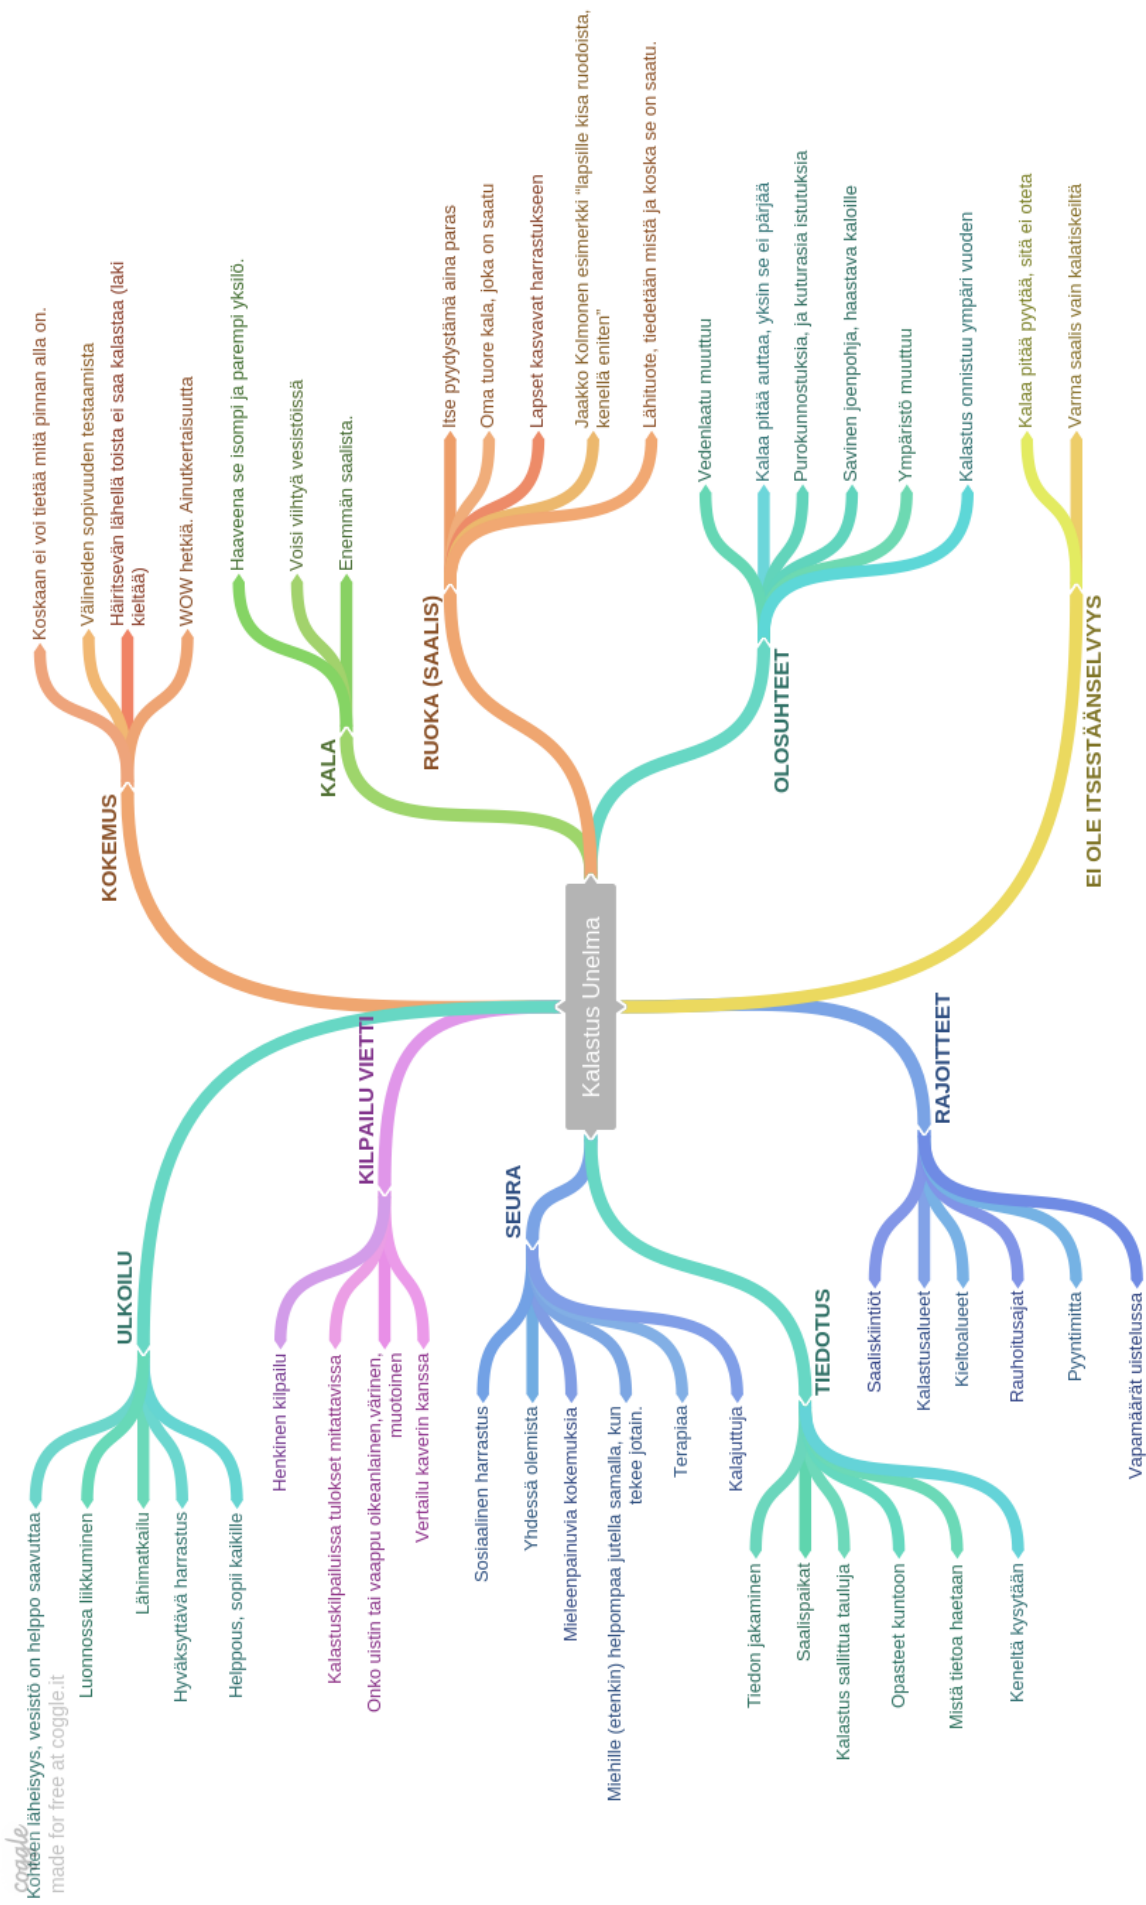 coggle
made for free at coggle.it
Kalastus Unelma
ULKOILU
Kohteen läheisyys, vesistö on helppo saavuttaa
Luonnossa liikkuminen
Lähimatkailu
Hyväksyttävä harrastus
Helppous, sopii kaikille
KILPAILU VIETTI
Henkinen kilpailu
Kalastuskilpailuissa tulokset mitattavissa
Onko uistin tai vaappu oikeanlainen,värinen,
muotoinen
Vertailu kaverin kanssa
SEURA
Sosiaalinen harrastus
Yhdessä olemista
Mieleenpainuvia kokemuksia
Miehille (etenkin) helpompaa jutella samalla, kun
tekee jotain.
Terapiaa
Kalajuttuja
TIEDOTUS
Tiedon jakaminen
Saalispaikat
Kalastus sallittua tauluja
Opasteet kuntoon
Mistä tietoa haetaan
Keneltä kysytään
RAJOITTEET
Saaliskiintiöt
Kalastusalueet
Kieltoalueet
Rauhoitusajat
Pyyntimitta
Vapamäärät uistelussa
KOKEMUS
Koskaan ei voi tietää mitä pinnan alla on.
Välineiden sopivuuden testaamista
Häiritsevän lähellä toista ei saa kalastaa (laki
kieltää)
WOW hetkiä. Ainutkertaisuutta
KALA
Haaveena se isompi ja parempi yksilö.
Voisi viihtyä vesistöissä
Enemmän saalista.
RUOKA (SAALIS)
Itse pyydystämä aina paras
Oma tuore kala, joka on saatu
Lapset kasvavat harrastukseen
Jaakko Kolmonen esimerkki "lapsille kisa ruodoista,
kenellä eniten”
Lähituote, tiedetään mistä ja koska se on saatu.
OLOSUHTEET
Vedenlaatu muuttuu
Kalaa pitää auttaa, yksin se ei pärjää
Purokunnostuksia, ja kuturasia istutuksia
Savinen joenpohja, haastava kaloille
Ympäristö muuttuu
Kalastus onnistuu ympäri vuoden
EI OLE ITSESTÄÄNSELVYYS
Kalaa pitää pyytää, sitä ei oteta
Varma saalis vain kalatiskeiltä